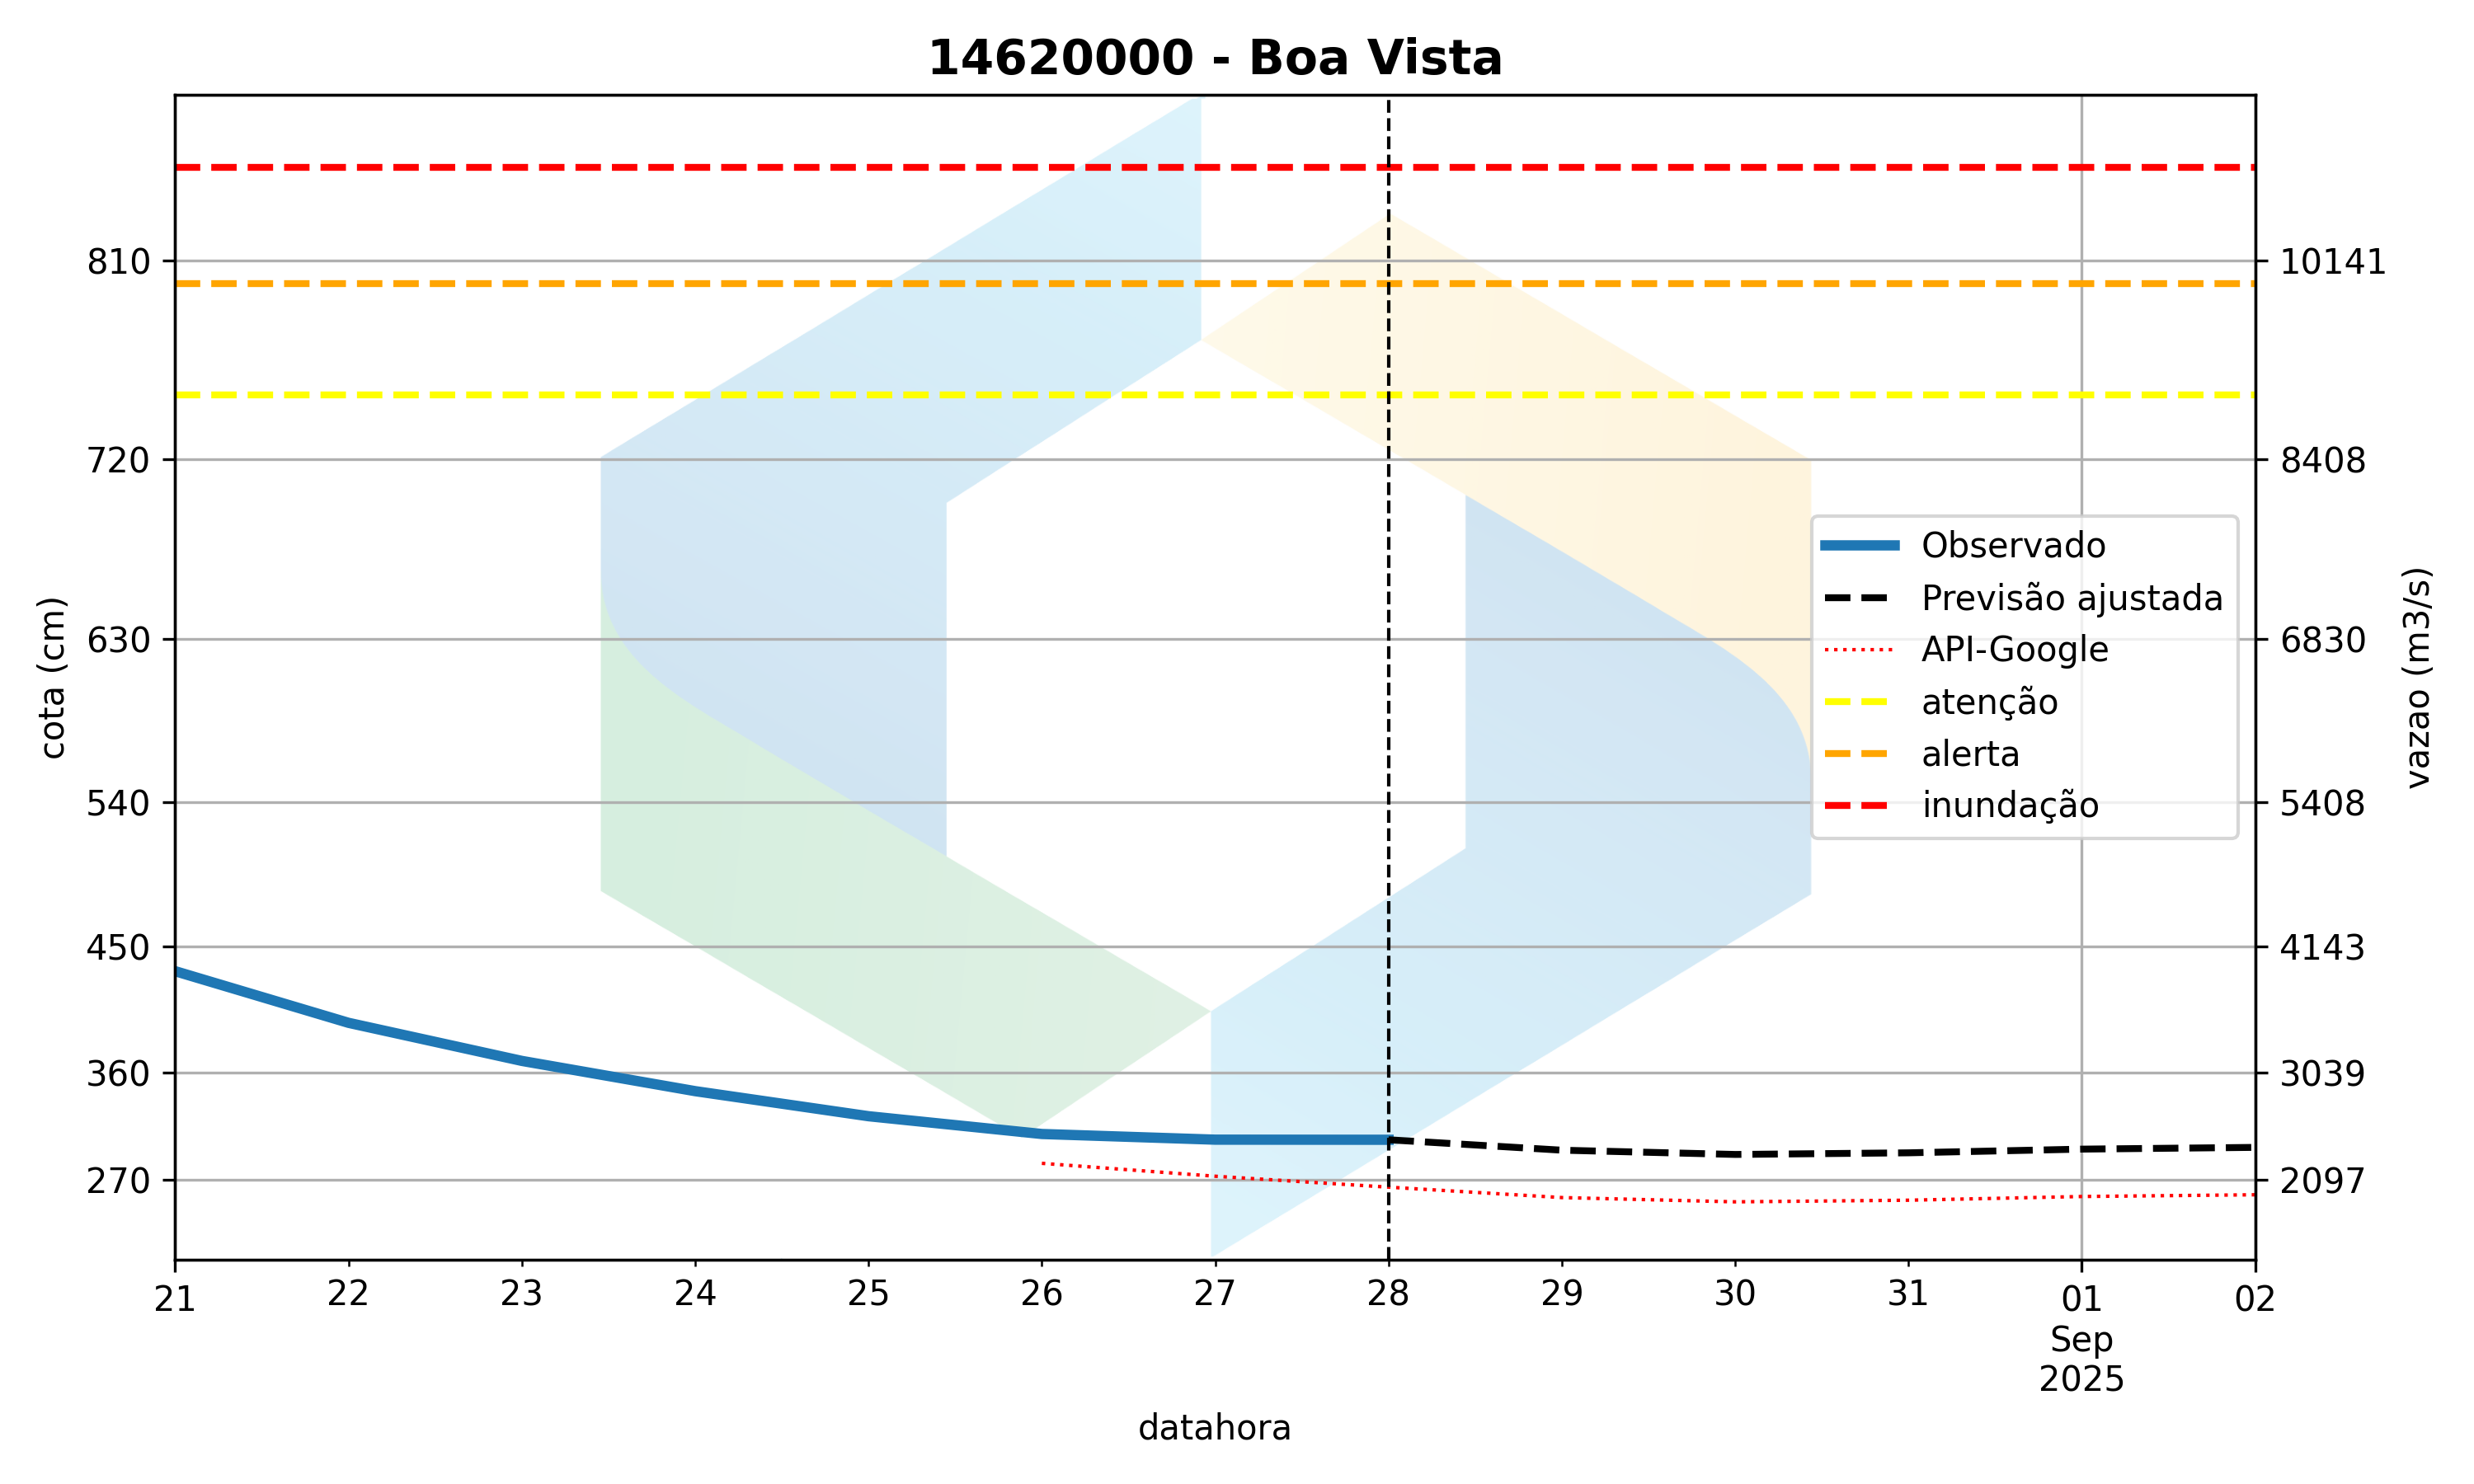 14620000 - Boa Vista
810
720
630
540
450
360
270
cota (cm)
10141
8408
6830
5408
4143
3039
2097
vazao (m3/s)
Observado
Previsão ajustada
API-Google
atenção
alerta
inundação
21 22 23 24 25 26 27 28 29 30 31 01 02
Sep
2025
datahora